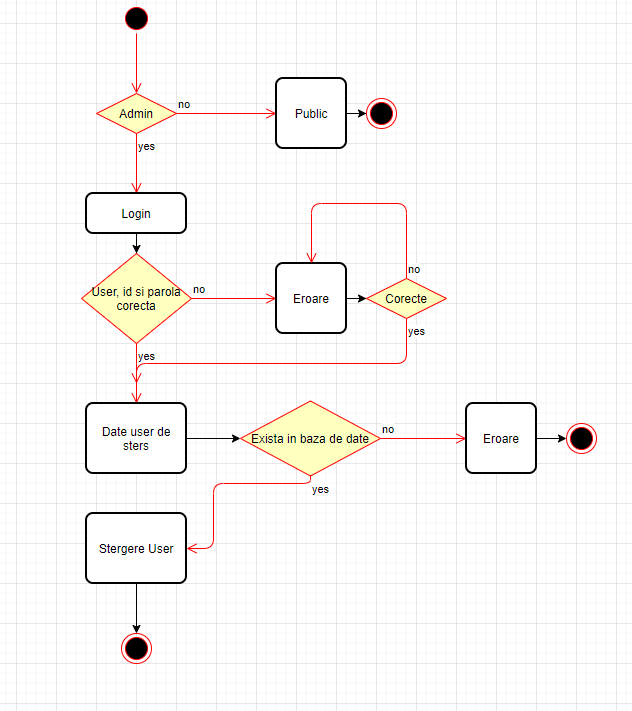 Admin
no
Public
yes
Login
User, id si parola
corecta
no
Eroare
Corecte
no
yes
yes
Date user de
sters
Exista in baza de date
no
Eroare
yes
Stergere User